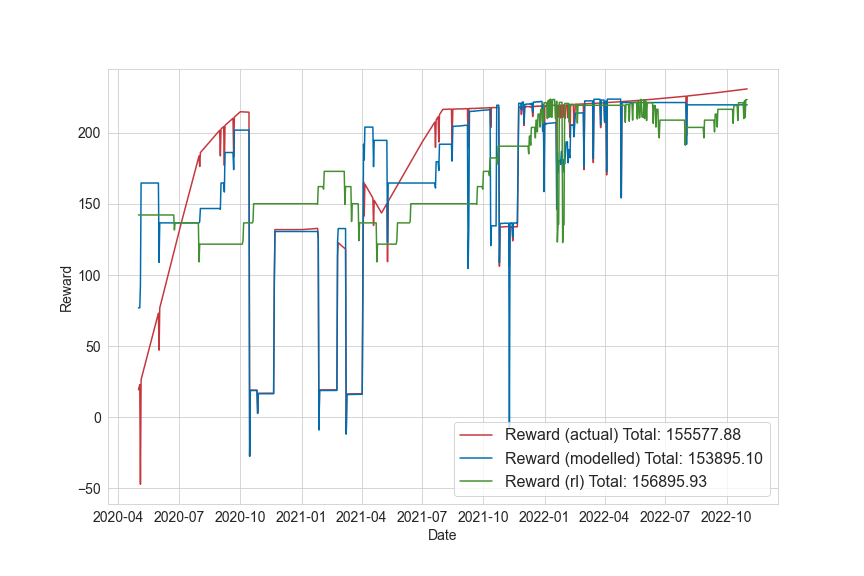 200
150
100
50
0
−50
Reward
Reward (actual) Total: 155577.88
Reward (modelled) Total: 153895.10
Reward (rl) Total: 156895.93
2020-04 2020-07 2020-10 2021-01 2021-04 2021-07 2021-10 2022-01 2022-04 2022-07 2022-10
Date